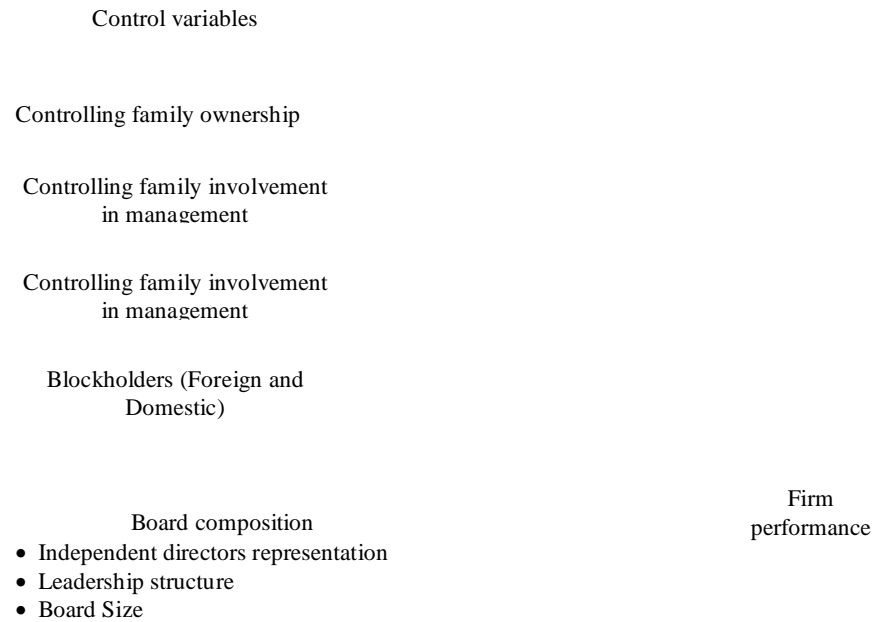 Control variables
Controlling family ownership
Controlling family involvement
in management
Controlling family involvement
in management
Blockholders (Foreign and
Domestic)
Firm
performance
Board composition
• Independent directors representation
• Leadership structure
• Board Size